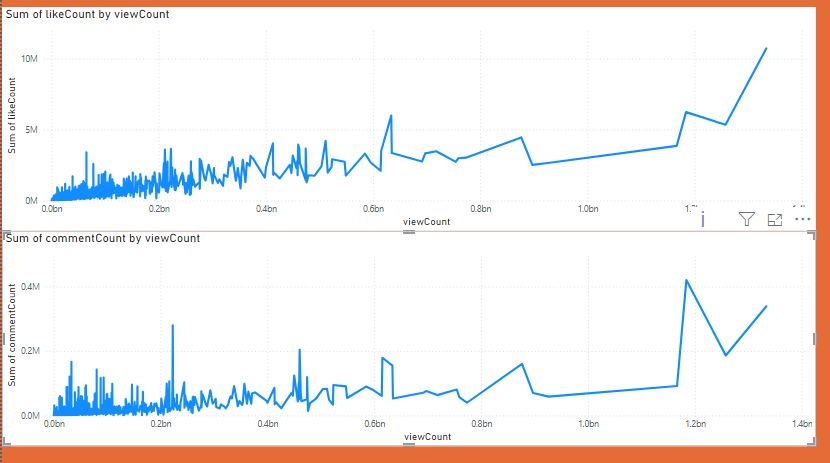 Sum of likeCount by viewCount
Sum of likeCount
10M
5M
0M
0.0bn 0.2bn 0.4bn 0.6bn 0.8bn 1.0bn
viewCount
Sum of commentCount by viewCount
Sum of commentCount
0.4M
0.2M
0.0M
0.0bn 0.2bn 0.4bn 0.6bn 0.8bn 1.0bn 1.2bn 1.4bn
viewCount